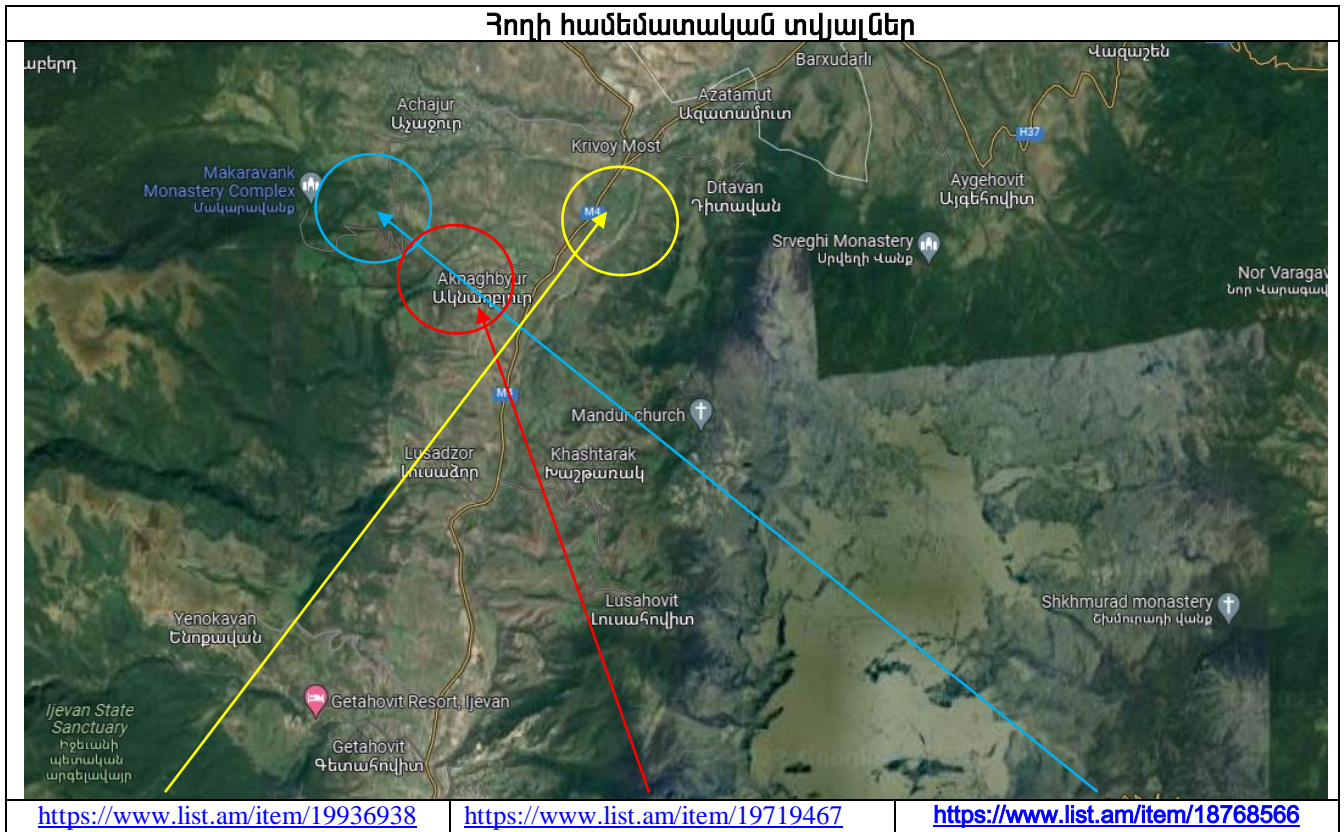 Հողի համեմատական տվյալներ
աբերդ
Barxudarlı
Վազաշեն
Achajur
Աչաջուր
Azatamut
Ազատամուտ
H37
Krivoy Most
Makaravank
Monastery Complex
Մակարավանք
Ditavan
Դիտավան
Aygehovit
Այգեհովիտ
M4
Srveghi Monastery
Սրվեղի Վանք
Aknaghbyur
Ակնաղբյուր
Nor Varagav
Նոր Վարագավ
M4
Mandur church
Lusadzor
Լուսաձոր
Khashtarak
Խաշթառակ
Lusahovit
Լուսահովիտ
Shkhmurad monastery
Շխմուրադի վանք
Yenokavan
Ենոքավան
Getahovit Resort, Ijevan
Ijevan State
Sanctuary
Իջեւանի
պետական
արգելավայր
Getahovit
Գետահովիտ
https://www.list.am/item/19936938
https://www.list.am/item/19719467
https://www.list.am/item/18768566